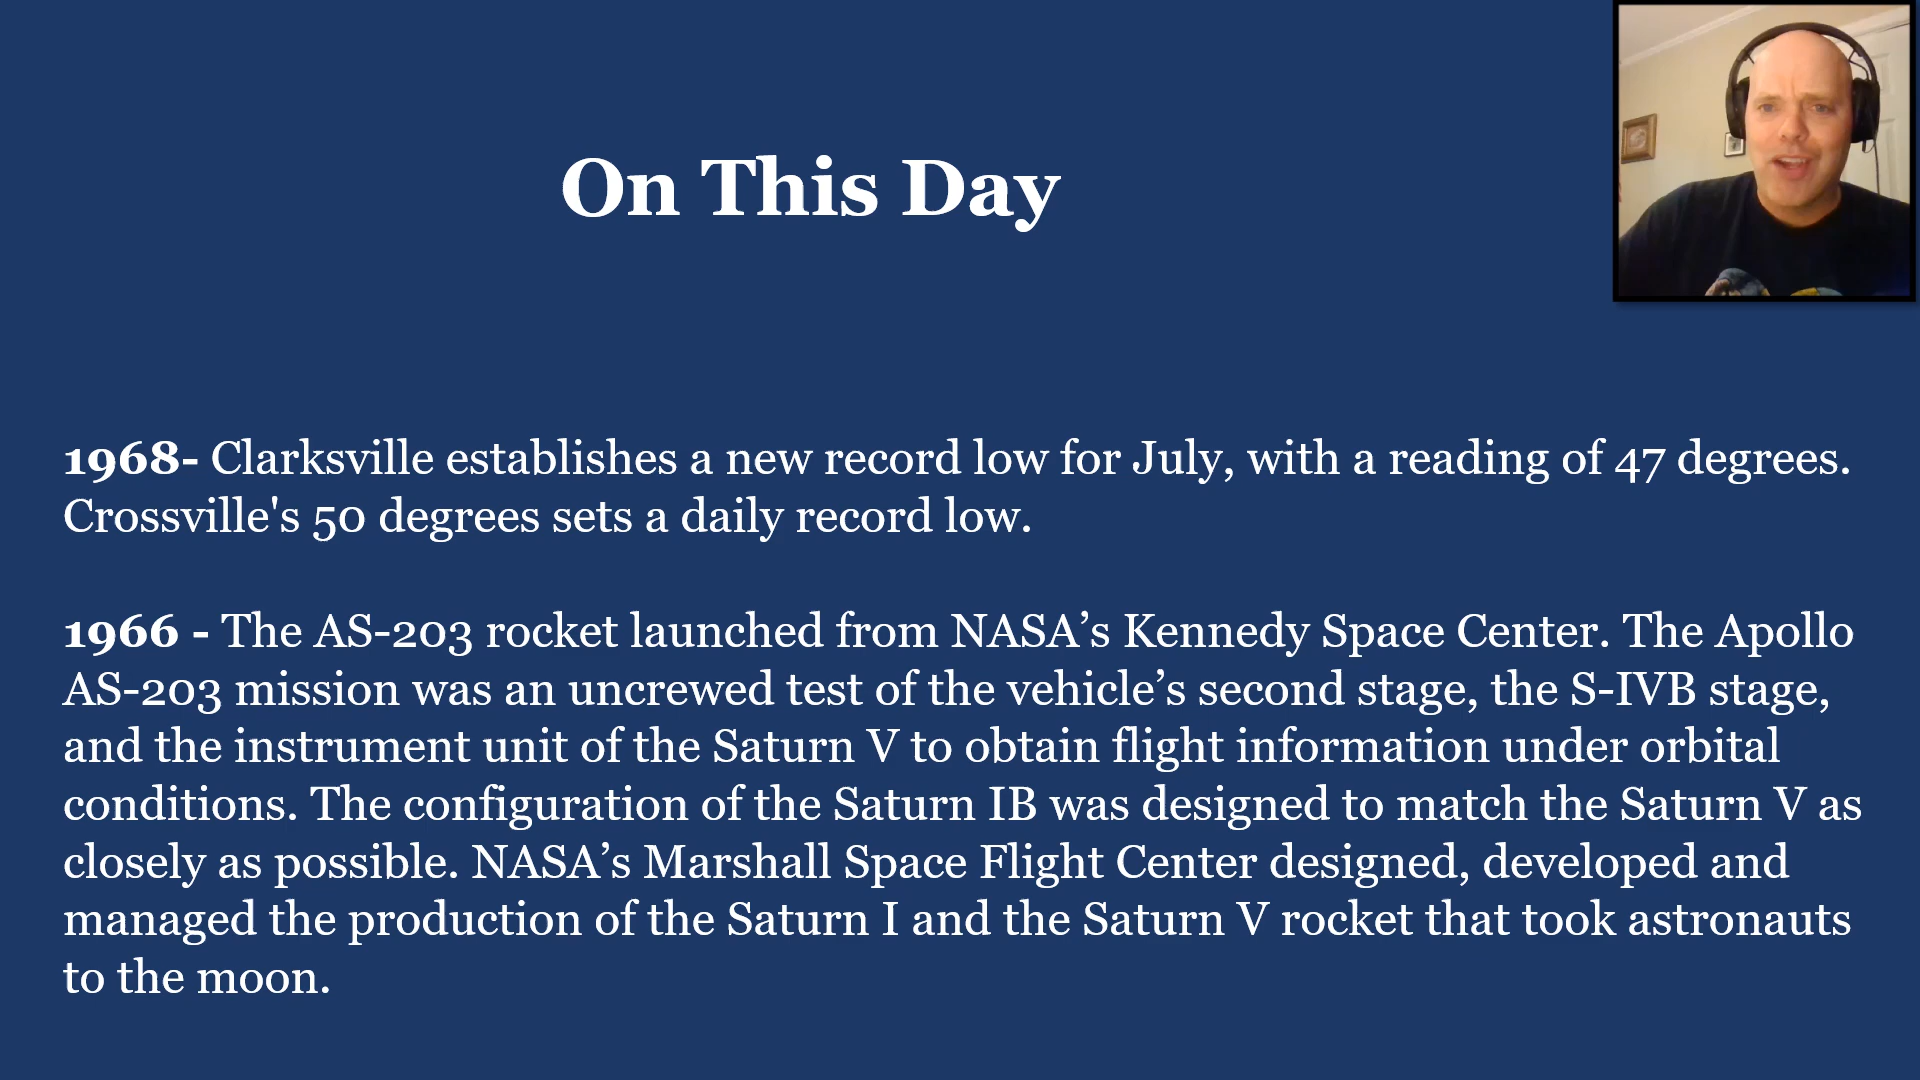 On This Day
1968- Clarksville establishes a new record low for July, with a reading of 47 degrees.
Crossville's 50 degrees sets a daily record low.
1966 - The AS-203 rocket launched from NASA’s Kennedy Space Center. The Apollo
AS-203 mission was an uncrewed test of the vehicle’s second stage, the S-IVB stage,
and the instrument unit of the Saturn V to obtain flight information under orbital
conditions. The configuration of the Saturn IB was designed to match the Saturn V as
closely as possible. NASA’s Marshall Space Flight Center designed, developed and
managed the production of the Saturn I and the Saturn V rocket that took astronauts
to the moon.